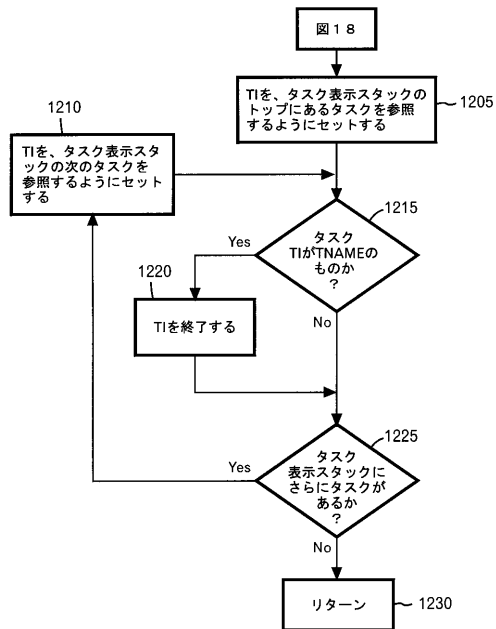 図１８
TIを、タスク表示スタックの
トップにあるタスクを参照
するようにセットする
1205
1210
TIを、タスク表示スタ
ックの次のタスクを
参照するようにセット
する
1215
タスク
TIがTNAMEの
ものか
？
Yes
No
1220
TIを終了する
1225
タスク
表示スタックに
さらにタスクが
あるか
？
Yes
No
リターン
1230